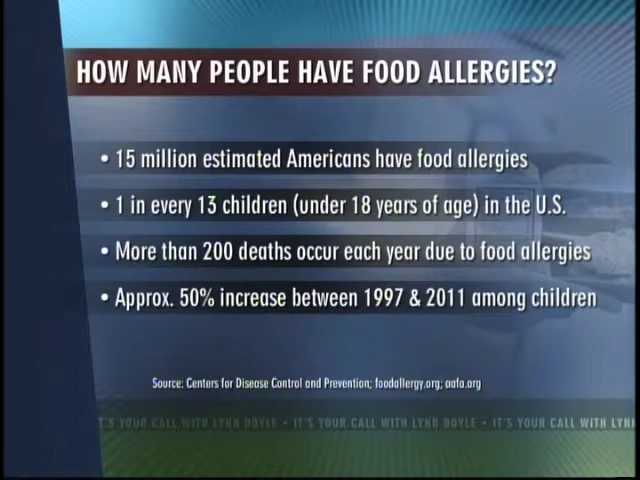 HOW MANY PEOPLE HAVE FOOD ALLERGIES?
• 15 million estimated Americans have food allergies
• 1 in every 13 children (under 18 years of age) in the U.S.
• More than 200 deaths occur each year due to food allergies
• Approx. 50% increase between 1997 & 2011 among children
Source: Centers for Disease Control and Prevention; foodallergy.org; aafa.org
T'S YOUR CALL WITH LYNN DOYLE • IT'S YOUR CALL WITH LYNN DOYLE • IT'S YOUR CALL WITH LYNN